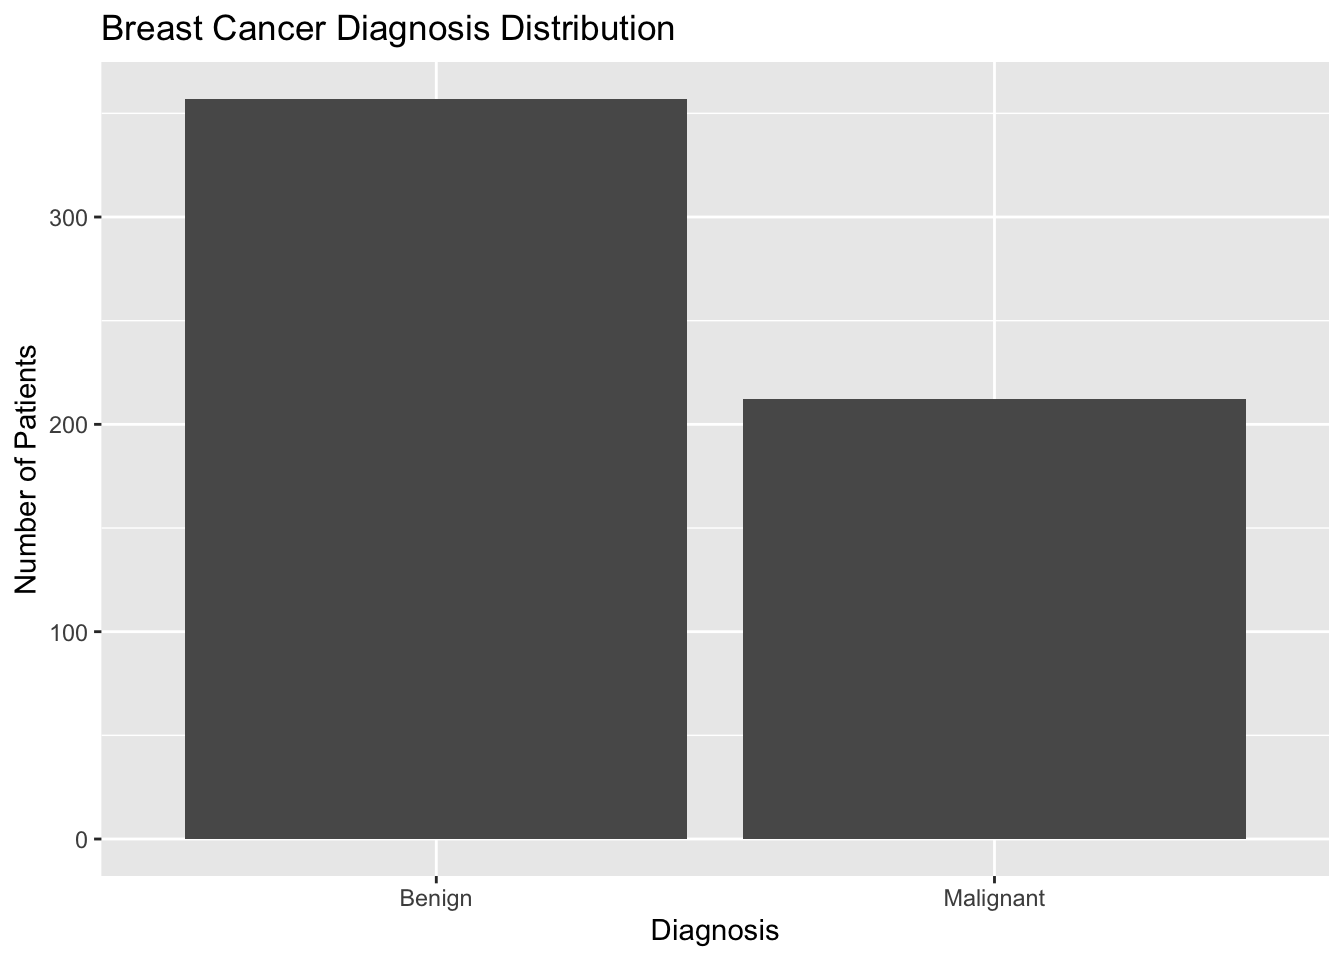 Breast Cancer Diagnosis Distribution
Number of Patients
300
200
100
0
Benign Malignant
Diagnosis